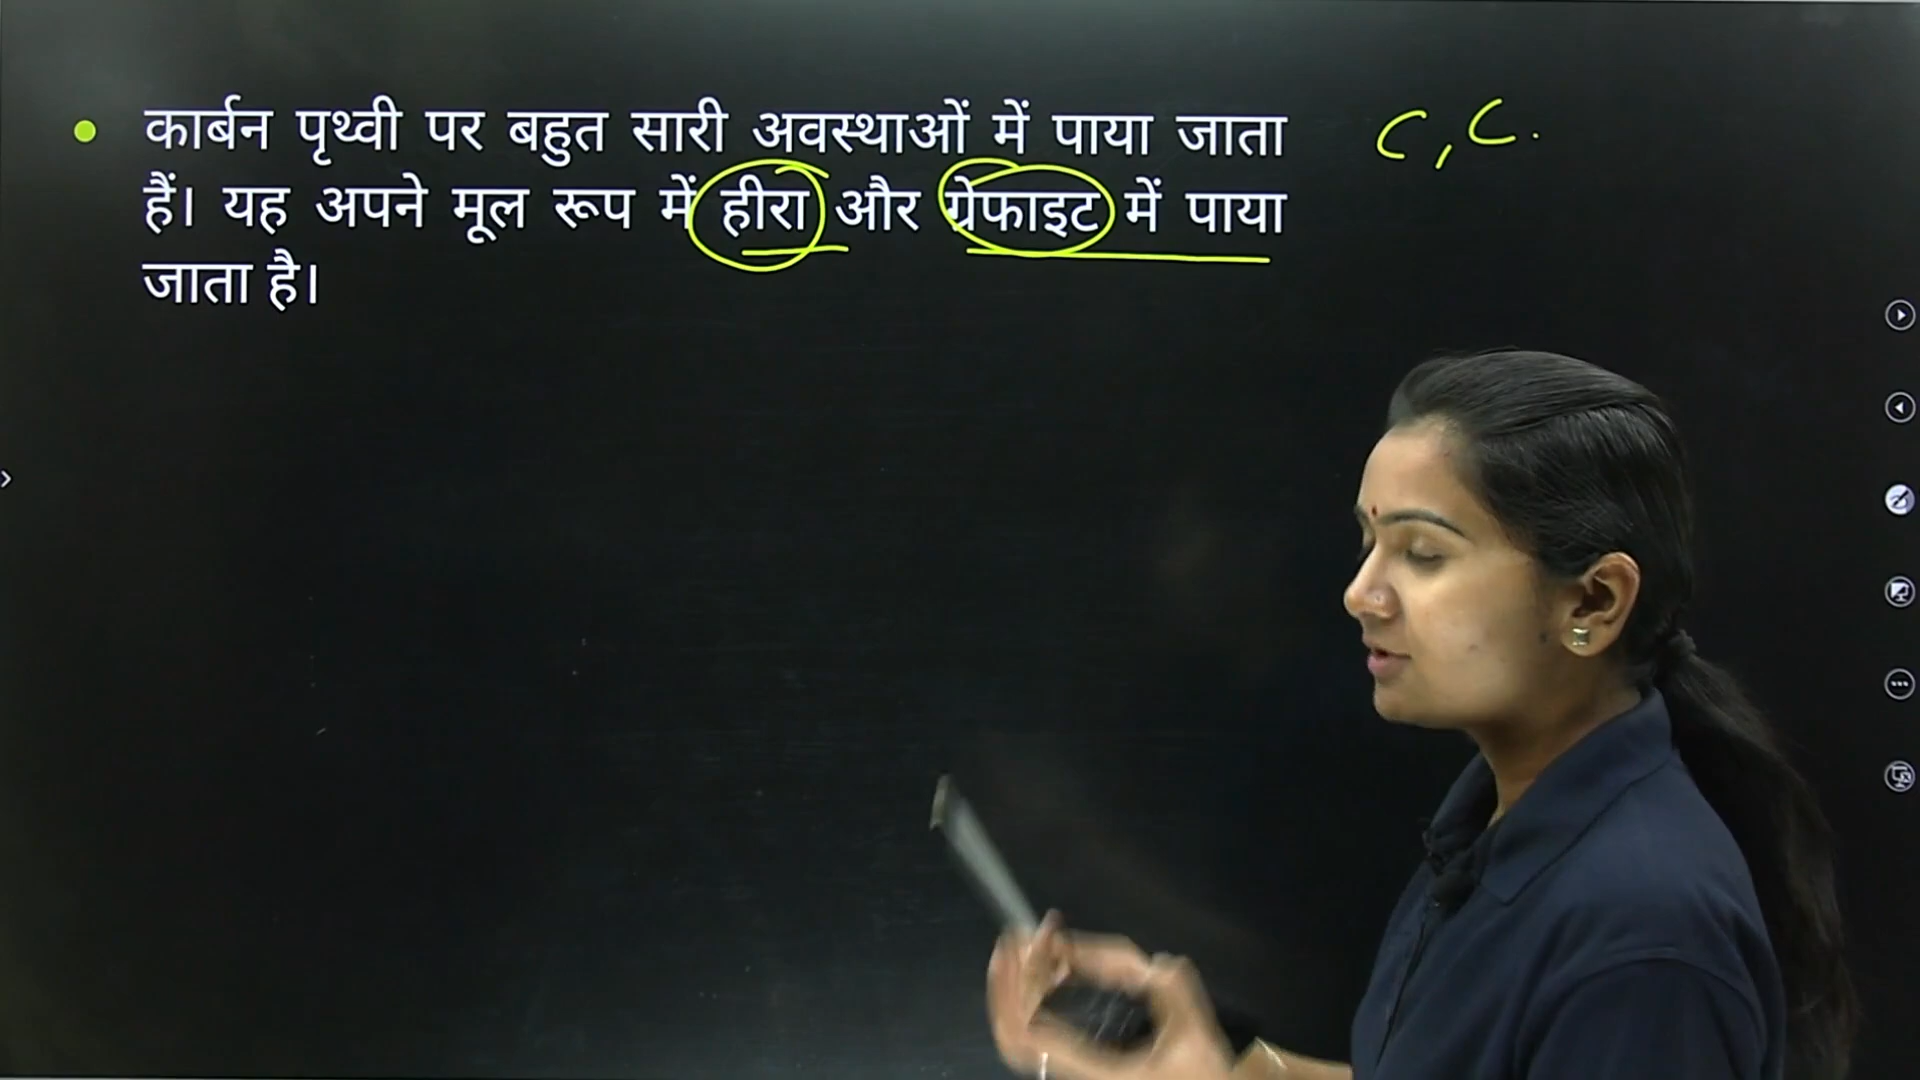 कार्बन पृथ्वी पर बहुत सारी अवस्थाओं में पाया जाता
हैं। यह अपने मूल रूप में हीरा और ग्रेफाइट में पाया
जाता है।
C, C.